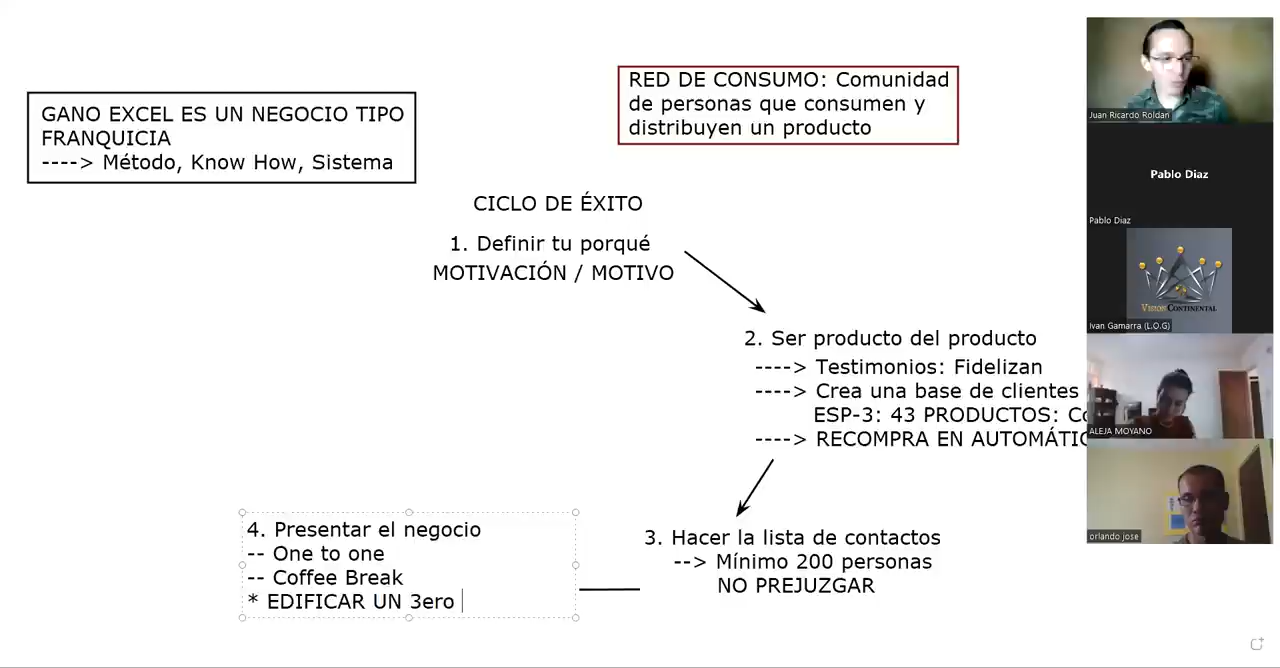 GANO EXCEL ES UN NEGOCIO TIPO
FRANQUICIA
----> Método, Know How, Sistema
RED DE CONSUMO: Comunidad
de personas que consumen y
distribuyen un producto
CICLO DE ÉXITO
1. Definir tu porqué
MOTIVACIÓN / MOTIVO
2. Ser producto del producto
----> Testimonios: Fidelizan
----> Crea una base de clientes
ESP-3: 43 PRODUCTOS:
----> RECOMPRA EN
3. Hacer la lista de contactos
--> Mínimo 200 personas
NO PREJUZGAR
4. Presentar el negocio
-- One to one
-- Coffee Break
* EDIFICAR UN 3ero
Juan Ricardo Roldan
Pablo Diaz
Pablo Diaz
VISION CONTINENTAL
Ivan Gamarra (L.O.G)
ALEJA MOYANO
orlando jose